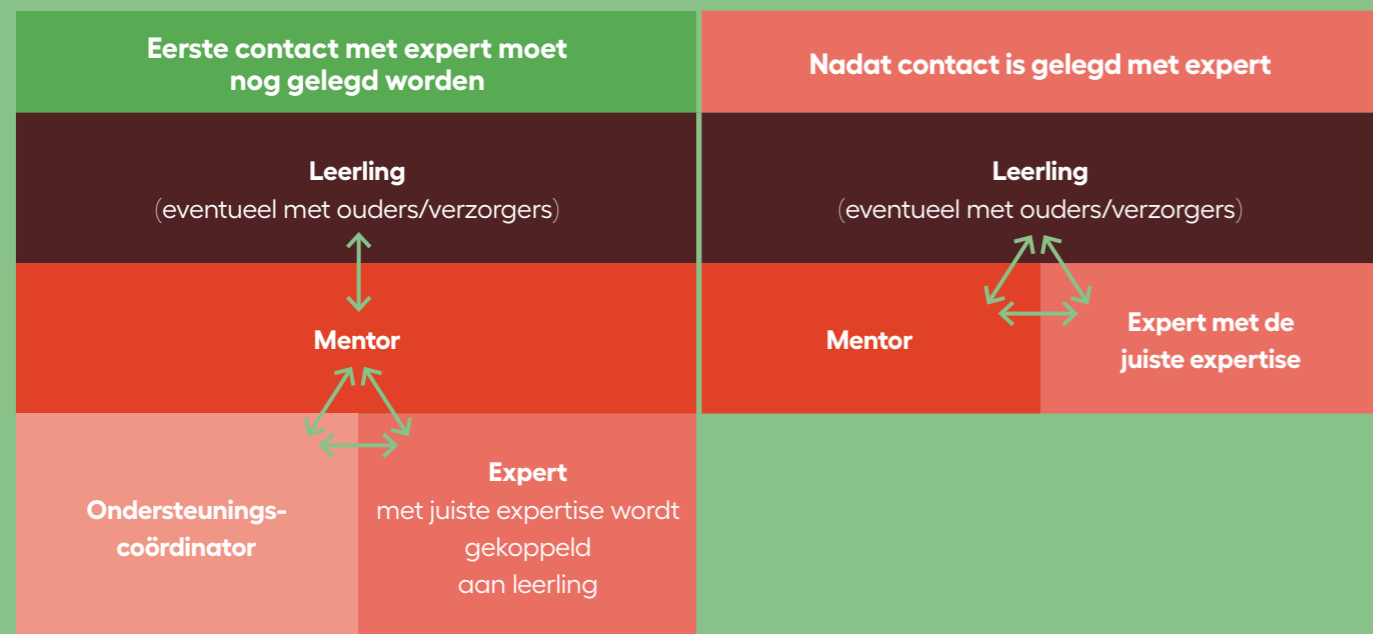 Eerste contact met expert moet
nog gelegd worden
Leerling
(eventueel met ouders/verzorgers)
Mentor
Ondersteunings-
coördinator
Expert
met juiste expertise wordt
gekoppeld
aan leerling
Nadat contact is gelegd met expert
Leerling
(eventueel met ouders/verzorgers)
Mentor
Expert met de
juiste expertise